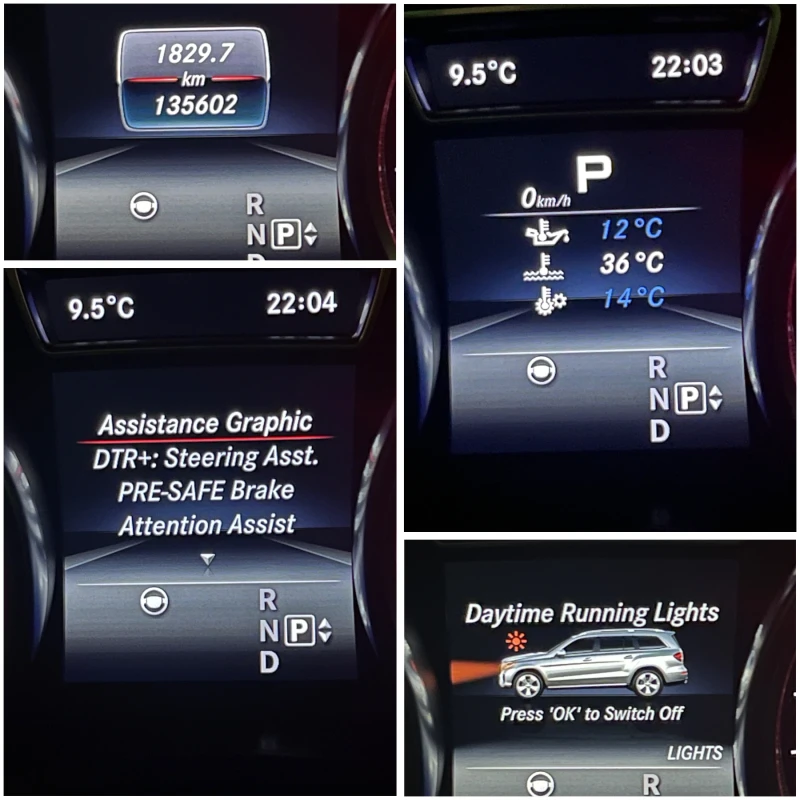 1829.7
km
135602
R
N P
9.5°C 22:03
P
0km/h
12°C
36°C
14°C
R
N P
D
9.5°C 22:04
Assistance Graphic
DTR+: Steering Asst.
PRE-SAFE Brake
Attention Assist
R
N P
D
Daytime Running Lights
Press 'OK' to Switch Off
LIGHTS
R